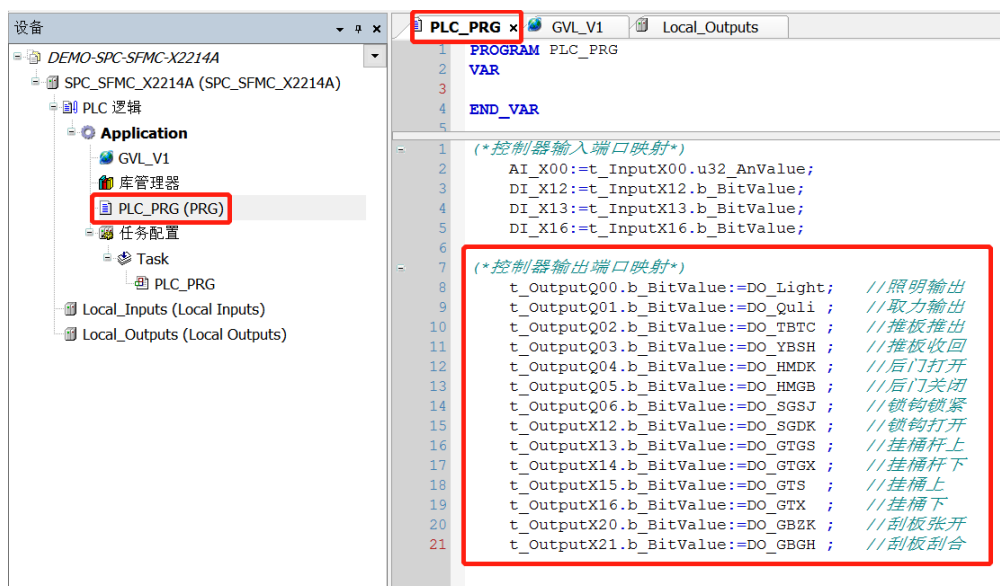 设备
DEMO-SPC-SFMC-X2214A
SPC_SFMC_X2214A (SPC_SFMC_X2214A)
PLC 逻辑
Application
GVL_V1
库管理器
PLC_PRG (PRG)
任务配置
Task
PLC_PRG
Local_Inputs (Local Inputs)
Local_Outputs (Local Outputs)
PLC_PRG × GVL_V1 Local_Outputs
1 PROGRAM PLC_PRG
2 VAR
3
4 END_VAR
5
1 (*控制器输入端口映射*)
2 AI_X00:=t_InputX00.u32_AnValue;
3 DI_X12:=t_InputX12.b_BitValue;
4 DI_X13:=t_InputX13.b_BitValue;
5 DI_X16:=t_InputX16.b_BitValue;
6
7 (*控制器输出端口映射*)
8 t_OutputQ00.b_BitValue:=DO_Light; //照明输出
9 t_OutputQ01.b_BitValue:=DO_Quli ; //取力输出
10 t_OutputQ02.b_BitValue:=DO_TBTC ; //推板推出
11 t_OutputQ03.b_BitValue:=DO_YBSH ; //推板收回
12 t_OutputQ04.b_BitValue:=DO_HMDK ; //后门打开
13 t_OutputQ05.b_BitValue:=DO_HMGB ; //后门关闭
14 t_OutputQ06.b_BitValue:=DO_SGSJ ; //锁钩锁紧
15 t_OutputX12.b_BitValue:=DO_SGDK ; //锁钩打开
16 t_OutputX13.b_BitValue:=DO_GTGS ; //挂桶杆上
17 t_OutputX14.b_BitValue:=DO_GTGX ; //挂桶杆下
18 t_OutputX15.b_BitValue:=DO_GTS ; //挂桶上
19 t_OutputX16.b_BitValue:=DO_GTX ; //挂桶下
20 t_OutputX20.b_BitValue:=DO_GBZK ; //刮板张开
21 t_OutputX21.b_BitValue:=DO_GBGH ; //刮板刮合